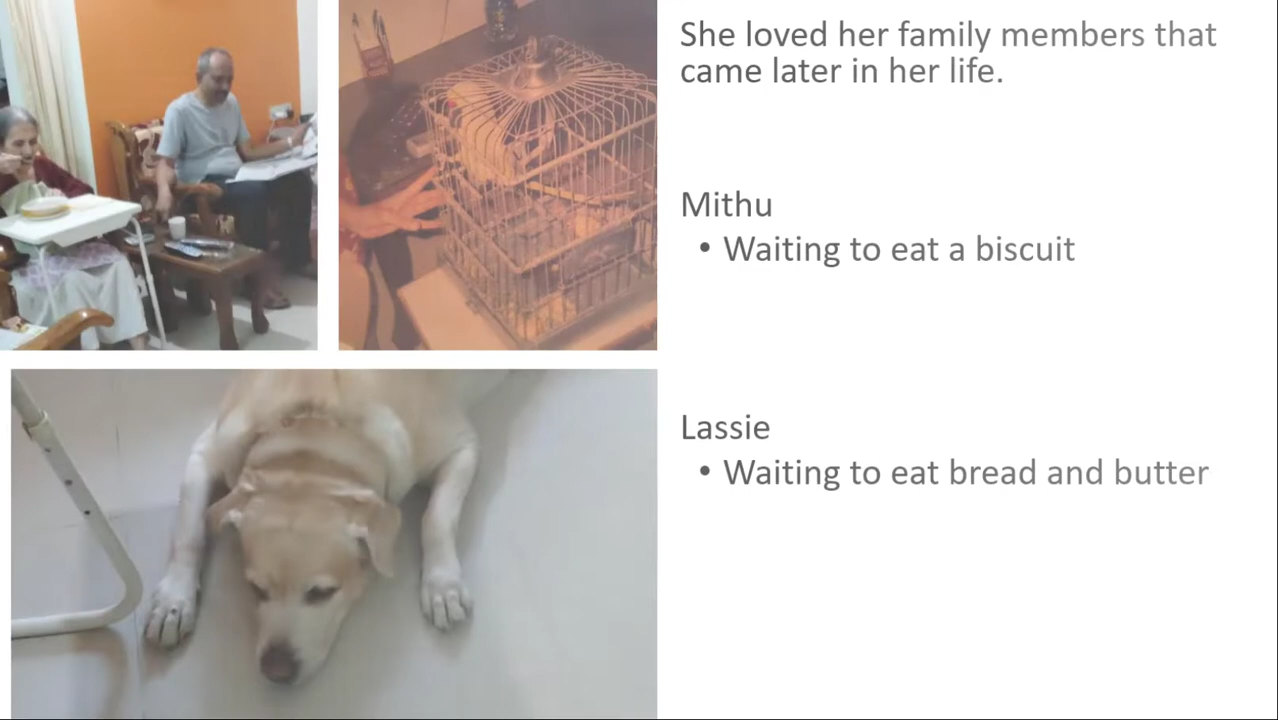 She loved her family members that
came later in her life.
Mithu
• Waiting to eat a biscuit
Lassie
• Waiting to eat bread and butter